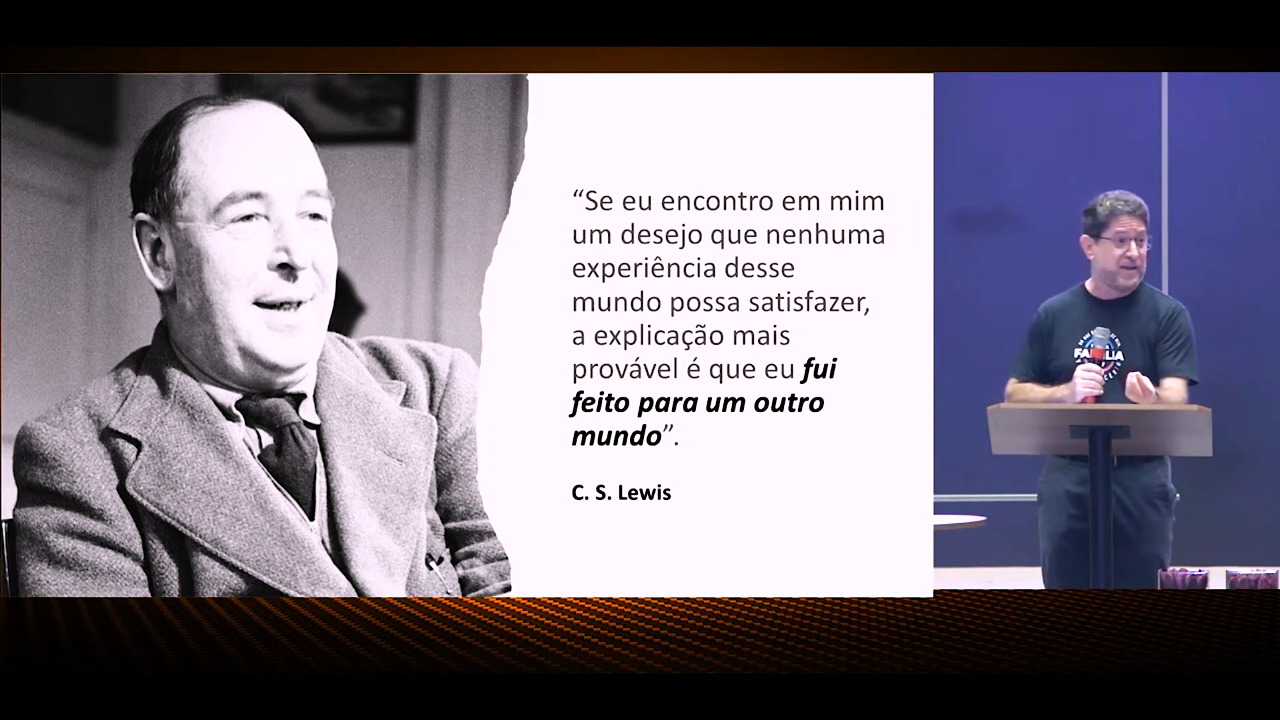 “Se eu encontro em mim
um desejo que nenhuma
experiência desse
mundo possa satisfazer,
a explicação mais
provável é que eu fui
feito para um outro
mundo”.
C. S. Lewis
FAMÍLIA